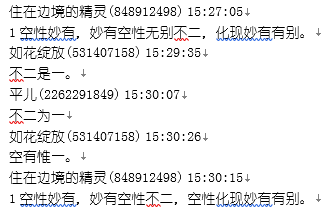 住在边境的精灵(848912498) 15:27:05
1 空性妙有，妙有空性无别不二，化现妙有有别。
如花绽放(531407158) 15:29:35
不二是一。
平儿(2262291849) 15:30:07
不二为一
如花绽放(531407158) 15:30:26
空有惟一。
住在边境的精灵(848912498) 15:30:15
1 空性妙有，妙有空性不二，空性化现妙有有别。